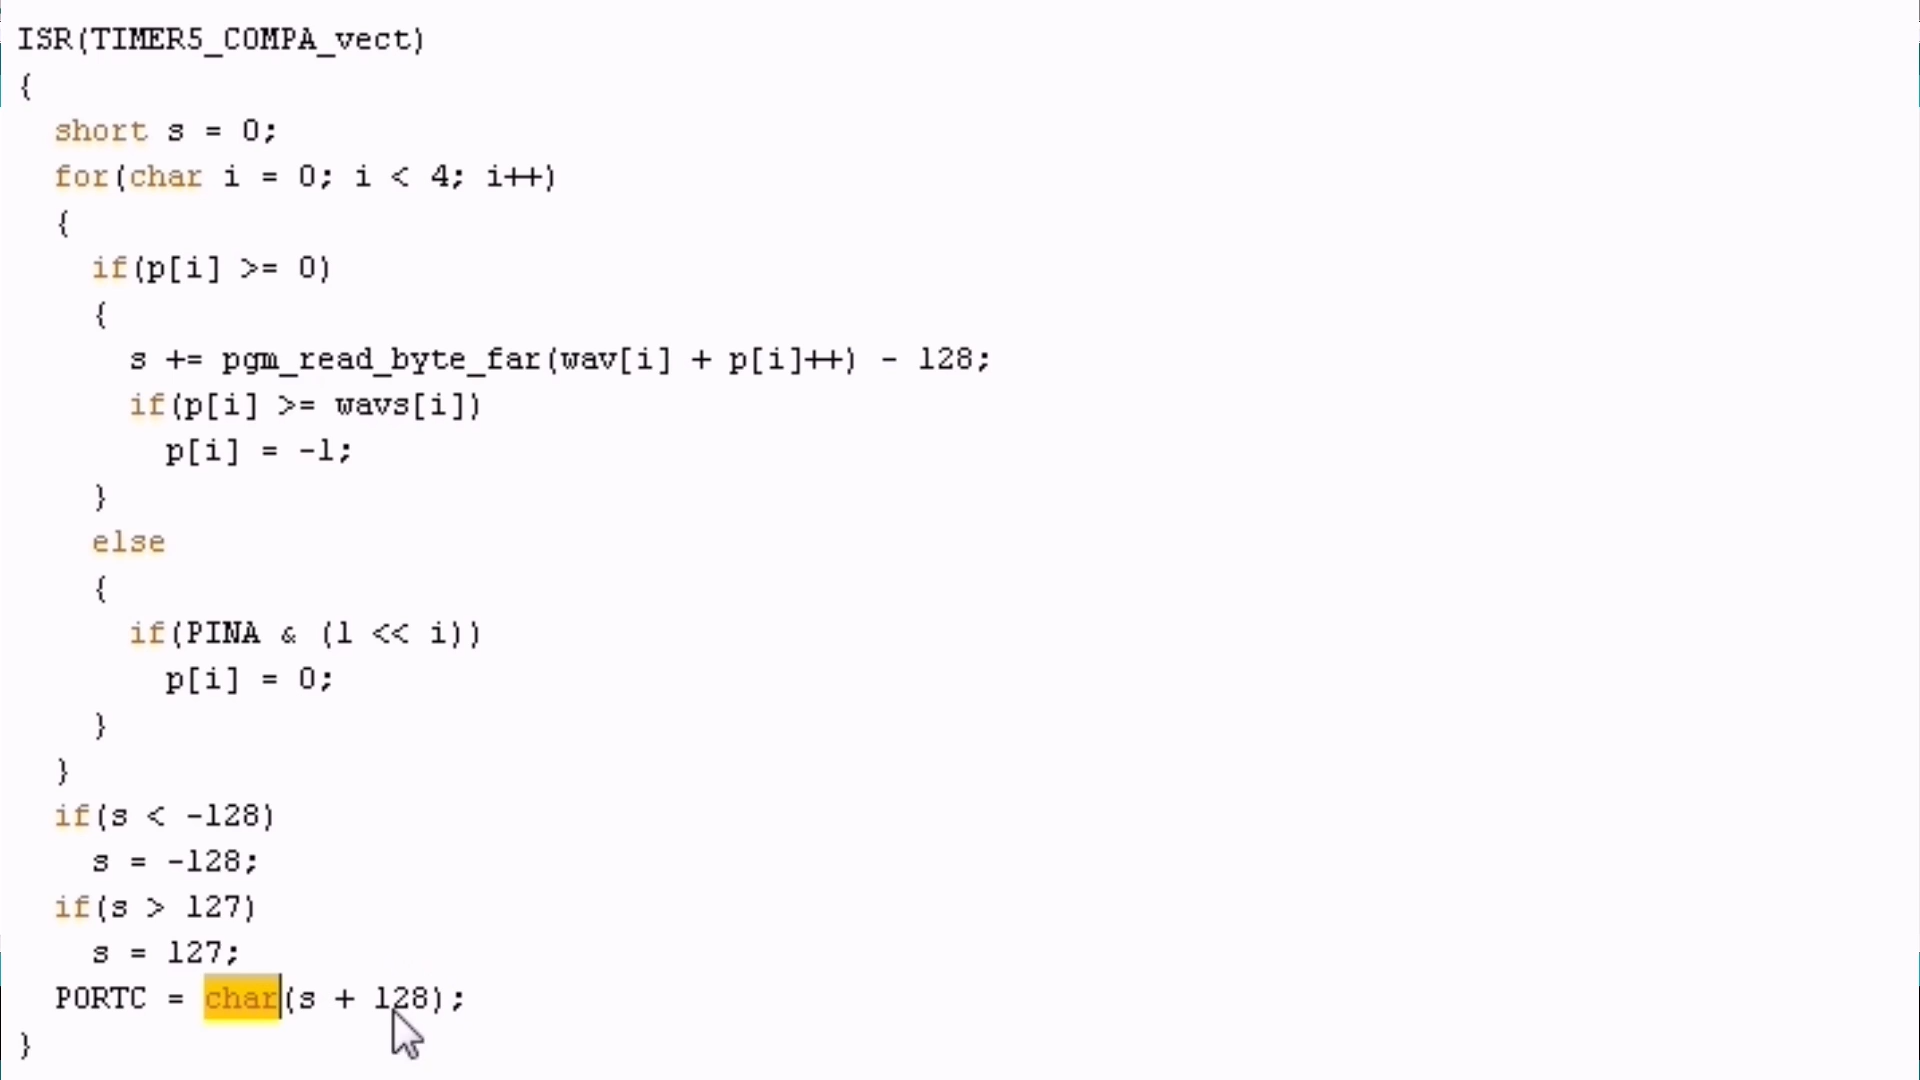 ISR(TIMER5_COMPA_vect)
{
  short s = 0;
  for(char i = 0; i < 4; i++)
  {
    if(p[i] >= 0)
    {
      s += pgm_read_byte_far(wav[i] + p[i]++) - 128;
      if(p[i] >= wavs[i])
        p[i] = -1;
    }
    else
    {
      if(PINA & (1 << i))
        p[i] = 0;
    }
  }
  if(s < -128)
    s = -128;
  if(s > 127)
    s = 127;
  PORTC = char(s + 128);
}